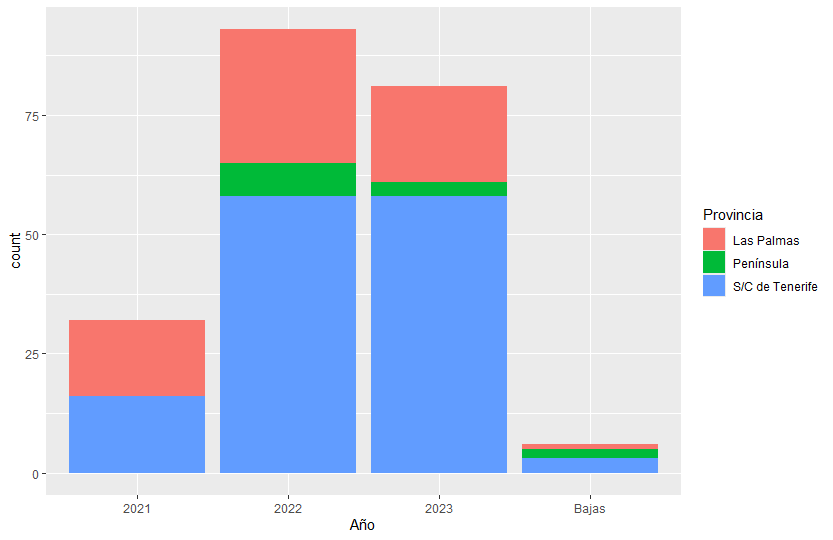 75
50
25
0
count
2021 2022 2023 Bajas
Año
Provincia
Las Palmas
Península
S/C de Tenerife